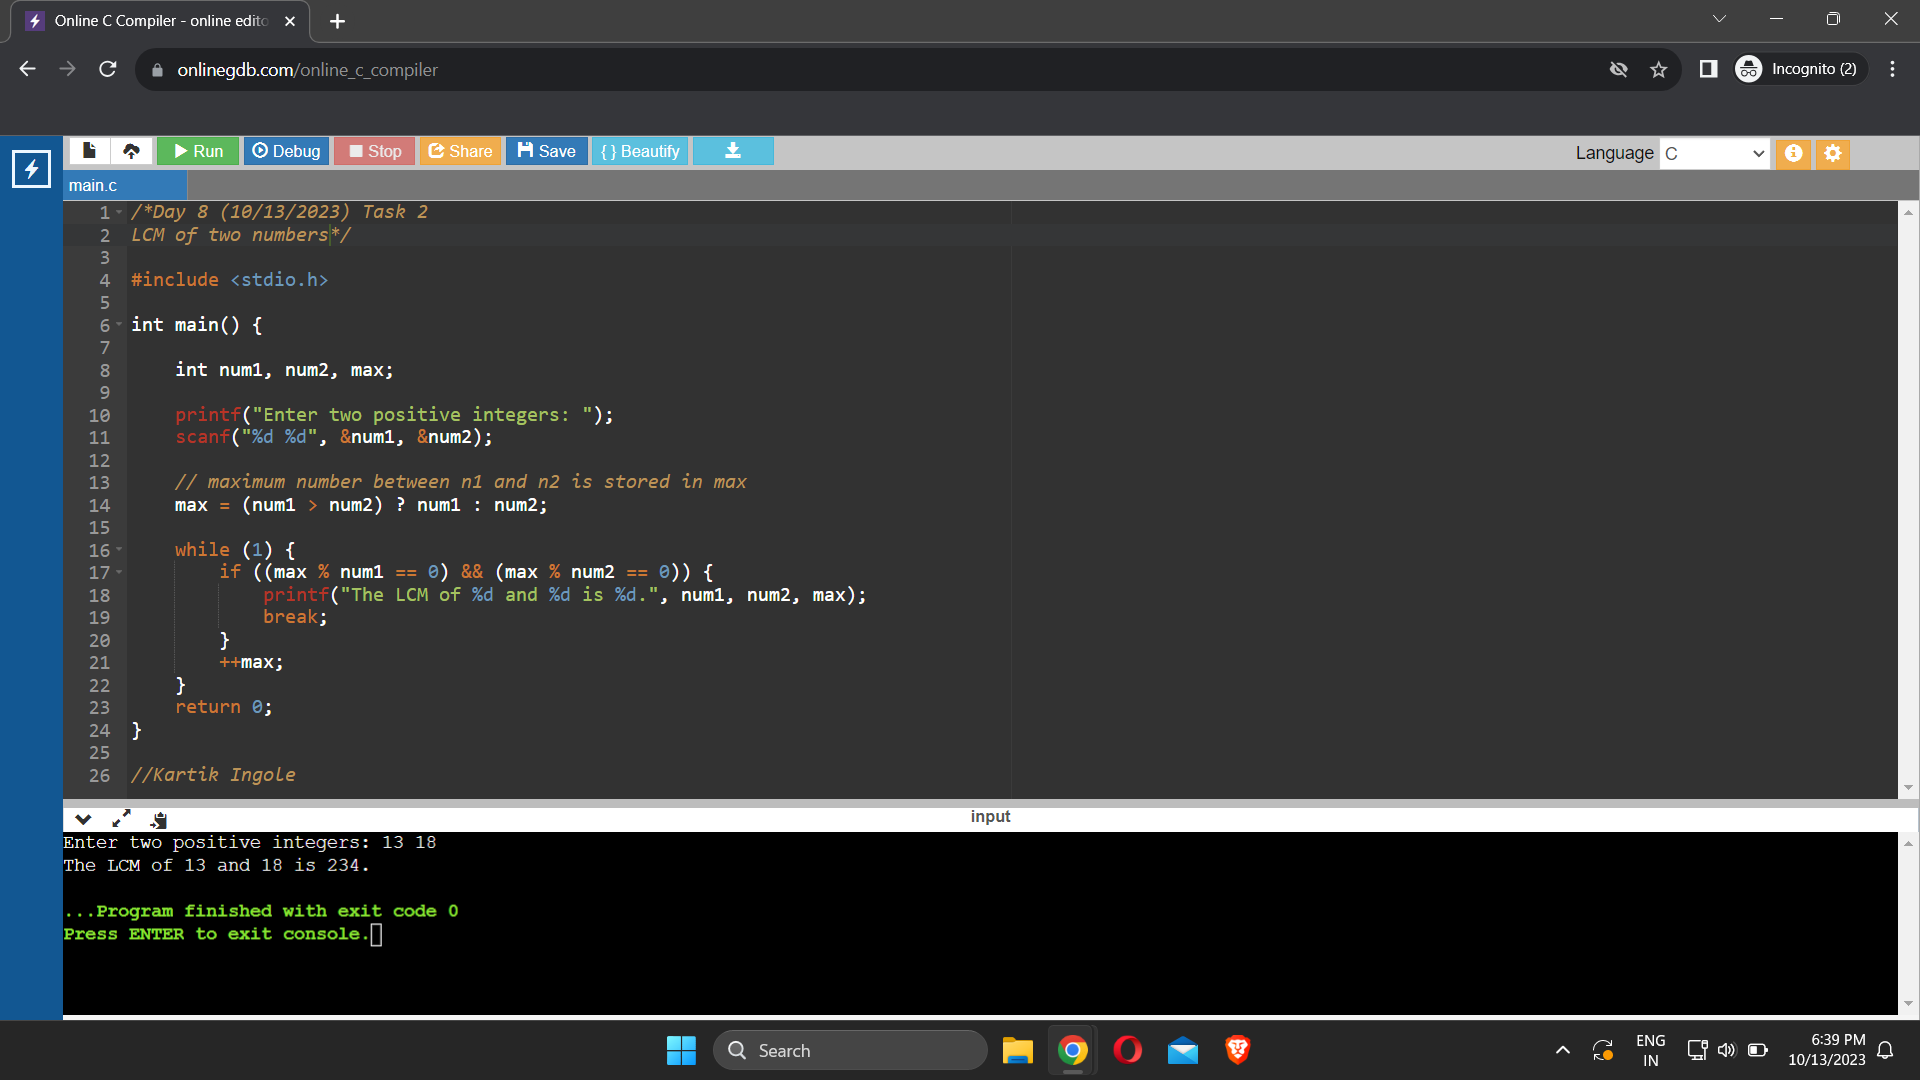 Online C Compiler - online edito
onlinegdb.com/online_c_compiler
Incognito (2)
Run Debug Stop Share Save {} Beautify
Language C
main.c
1 /*Day 8 (10/13/2023) Task 2
2 LCM of two numbers*/
3
4 #include <stdio.h>
5
6 int main() {
7
8 int num1, num2, max;
9
10 printf("Enter two positive integers: ");
11 scanf("%d %d", &num1, &num2);
12
13 // maximum number between n1 and n2 is stored in max
14 max = (num1 > num2) ? num1 : num2;
15
16 while (1) {
17 if ((max % num1 == 0) && (max % num2 == 0)) {
18 printf("The LCM of %d and %d is %d.", num1, num2, max);
19 break;
20 }
21 ++max;
22 }
23 return 0;
24 }
25
26 //Kartik Ingole
input
Enter two positive integers: 13 18
The LCM of 13 and 18 is 234.
...Program finished with exit code 0
Press ENTER to exit console.
Search
ENG
IN
6:39 PM
10/13/2023